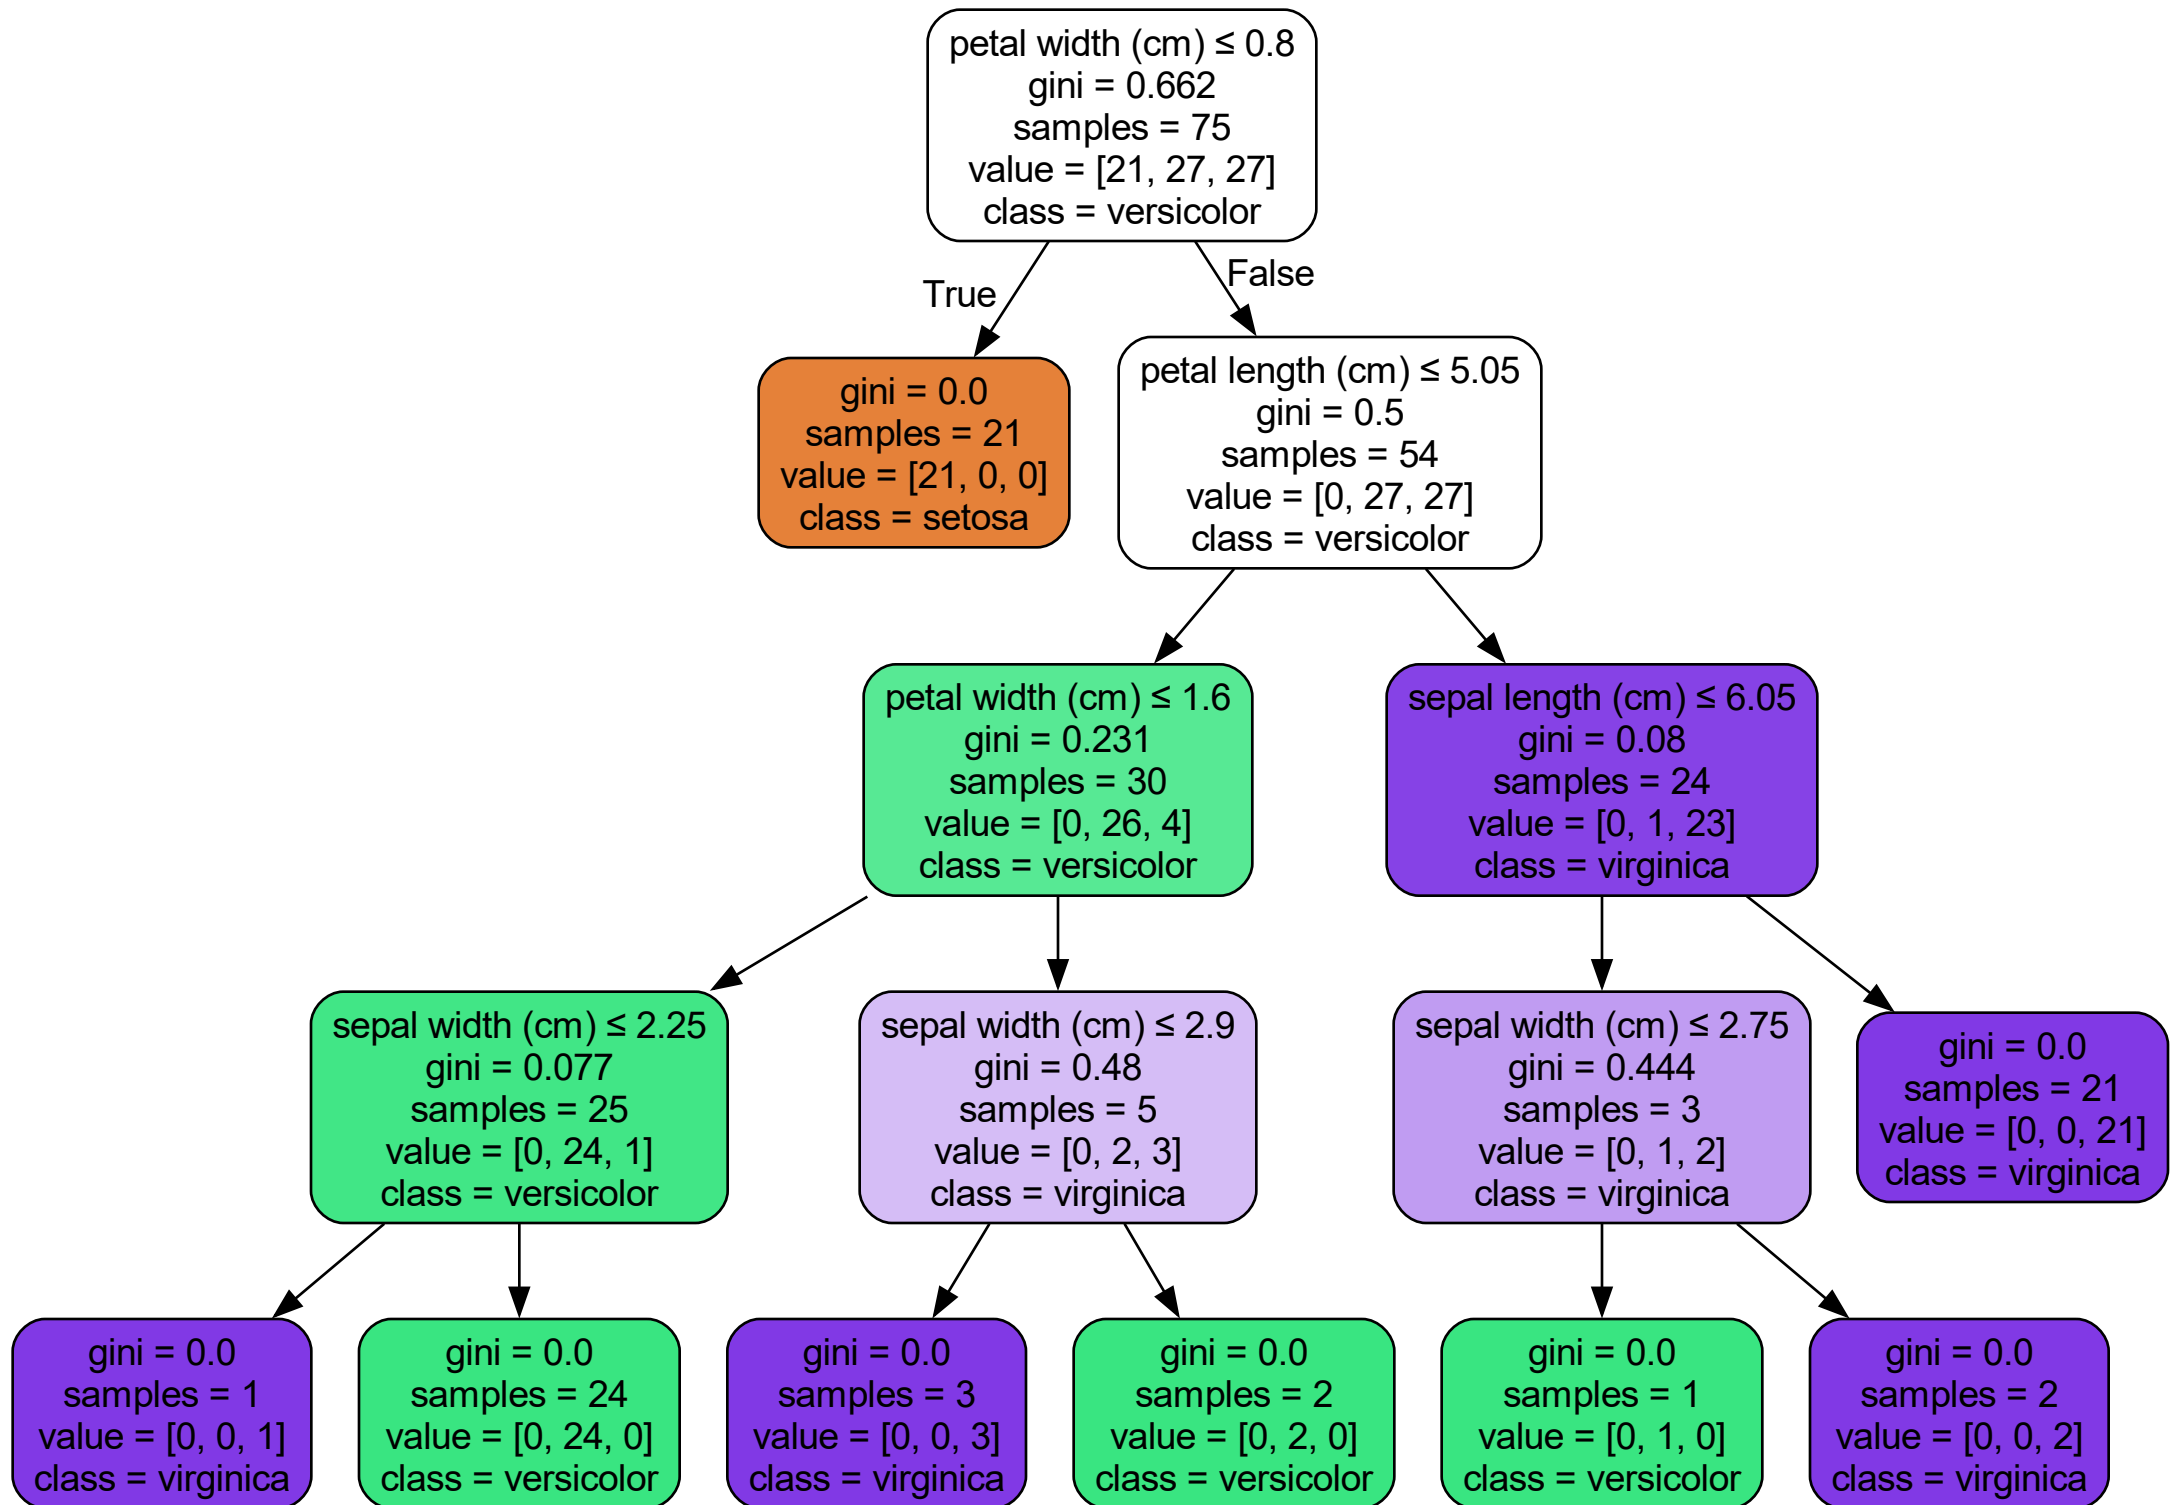 petal width (cm) ≤ 0.8
gini = 0.662
samples = 75
value = [21, 27, 27]
class = versicolor
True
False
gini = 0.0
samples = 21
value = [21, 0, 0]
class = setosa
petal length (cm) ≤ 5.05
gini = 0.5
samples = 54
value = [0, 27, 27]
class = versicolor
petal width (cm) ≤ 1.6
gini = 0.231
samples = 30
value = [0, 26, 4]
class = versicolor
sepal length (cm) ≤ 6.05
gini = 0.08
samples = 24
value = [0, 1, 23]
class = virginica
sepal width (cm) ≤ 2.25
gini = 0.077
samples = 25
value = [0, 24, 1]
class = versicolor
sepal width (cm) ≤ 2.9
gini = 0.48
samples = 5
value = [0, 2, 3]
class = virginica
sepal width (cm) ≤ 2.75
gini = 0.444
samples = 3
value = [0, 1, 2]
class = virginica
gini = 0.0
samples = 21
value = [0, 0, 21]
class = virginica
gini = 0.0
samples = 1
value = [0, 0, 1]
class = virginica
gini = 0.0
samples = 24
value = [0, 24, 0]
class = versicolor
gini = 0.0
samples = 3
value = [0, 0, 3]
class = virginica
gini = 0.0
samples = 2
value = [0, 2, 0]
class = versicolor
gini = 0.0
samples = 1
value = [0, 1, 0]
class = versicolor
gini = 0.0
samples = 2
value = [0, 0, 2]
class = virginica